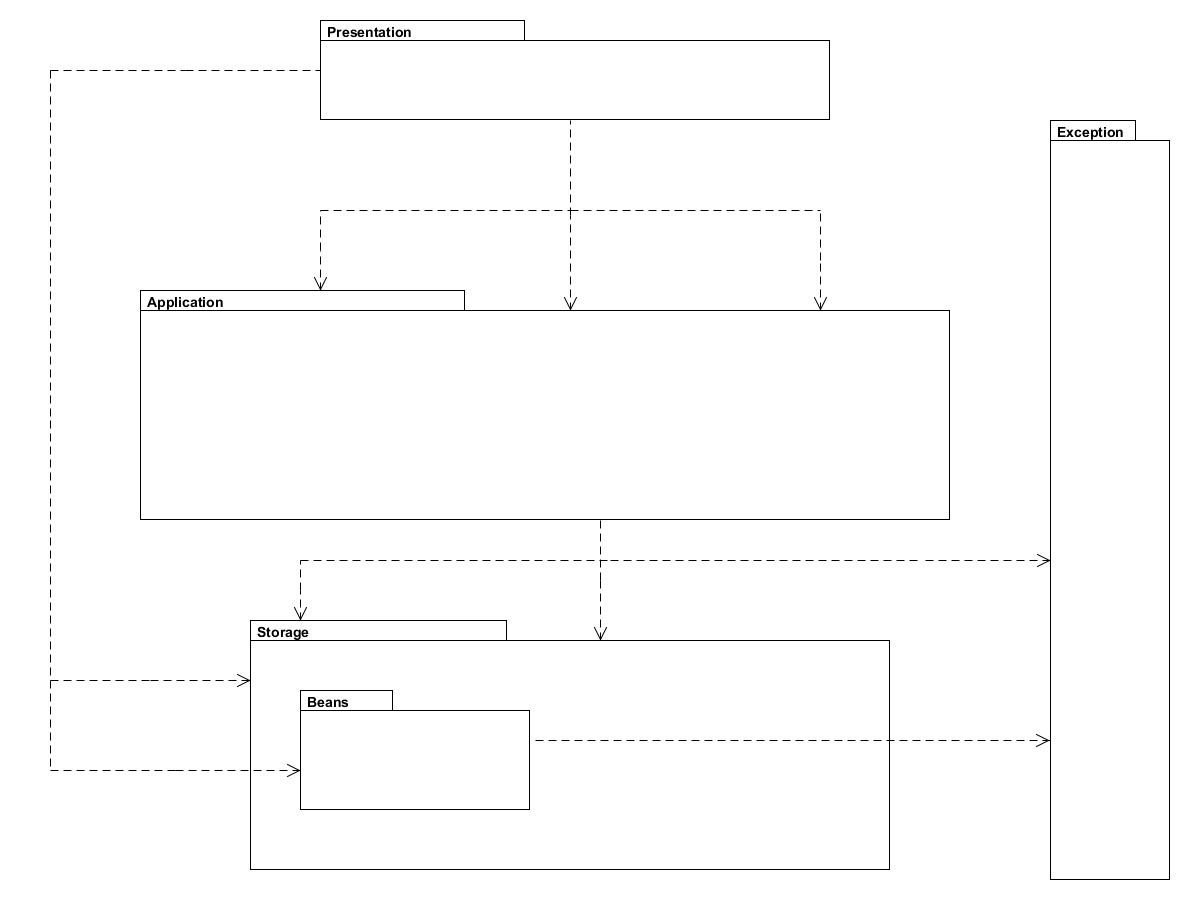 Presentation
Exception
Application
Storage
Beans